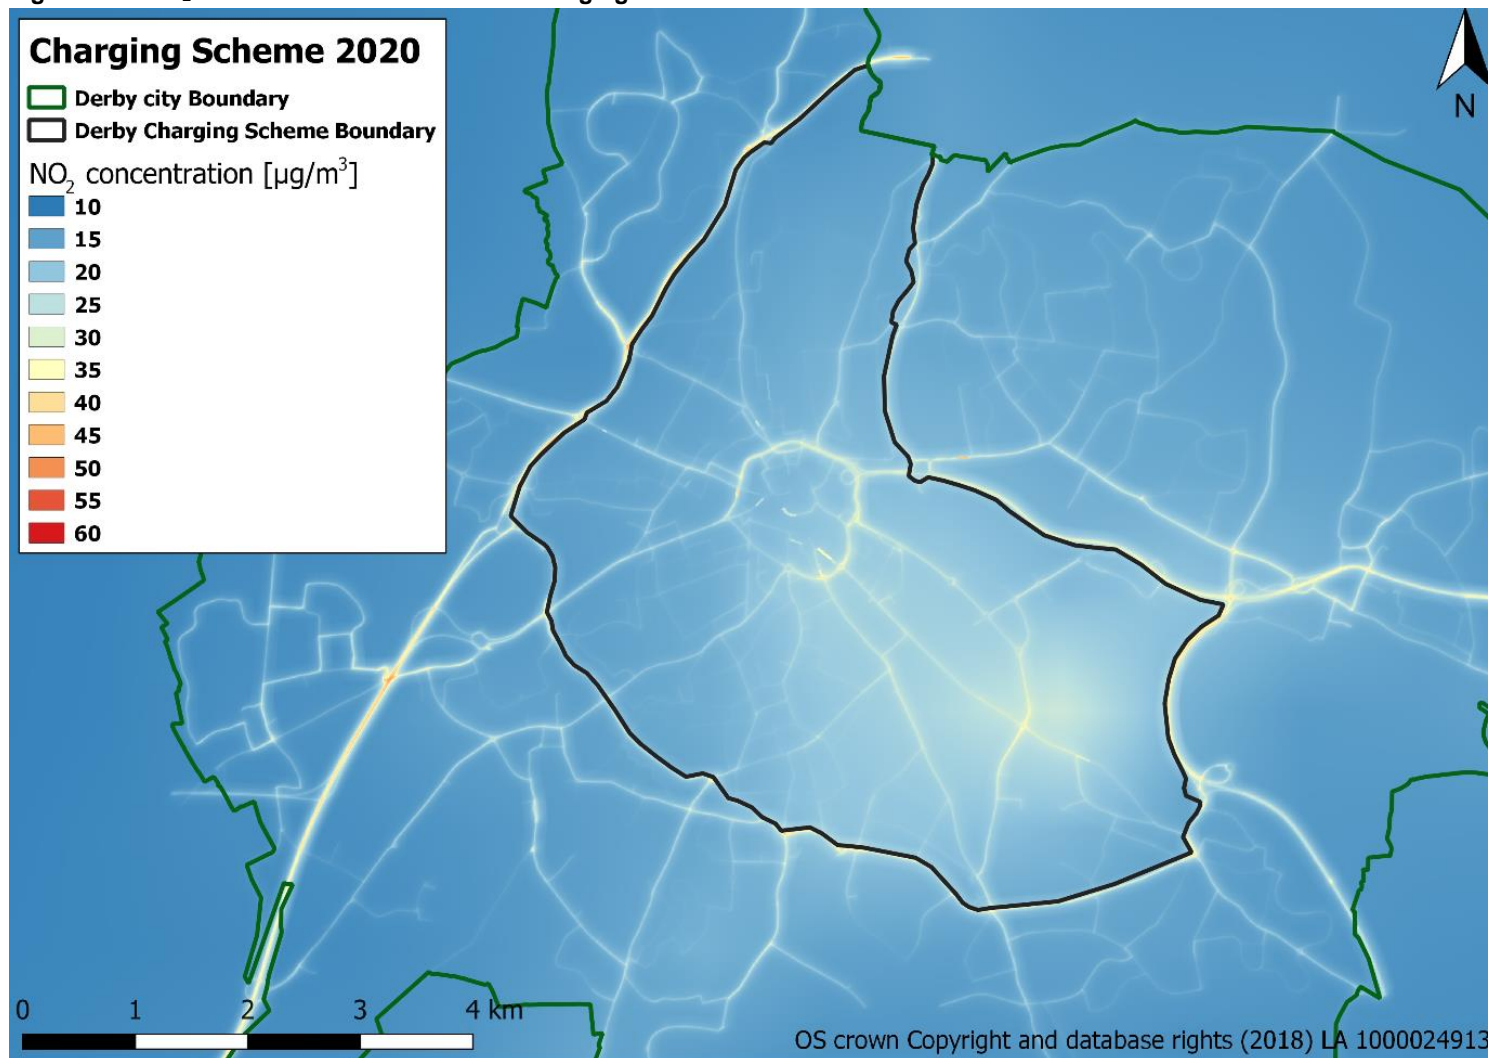 Charging Scheme 2020
Derby city Boundary
Derby Charging Scheme Boundary
NO2 concentration [µg/m³]
10
15
20
25
30
35
40
45
50
55
60
N
0 1 2 3 4 km
OS crown Copyright and database rights (2018) LA 1000024913